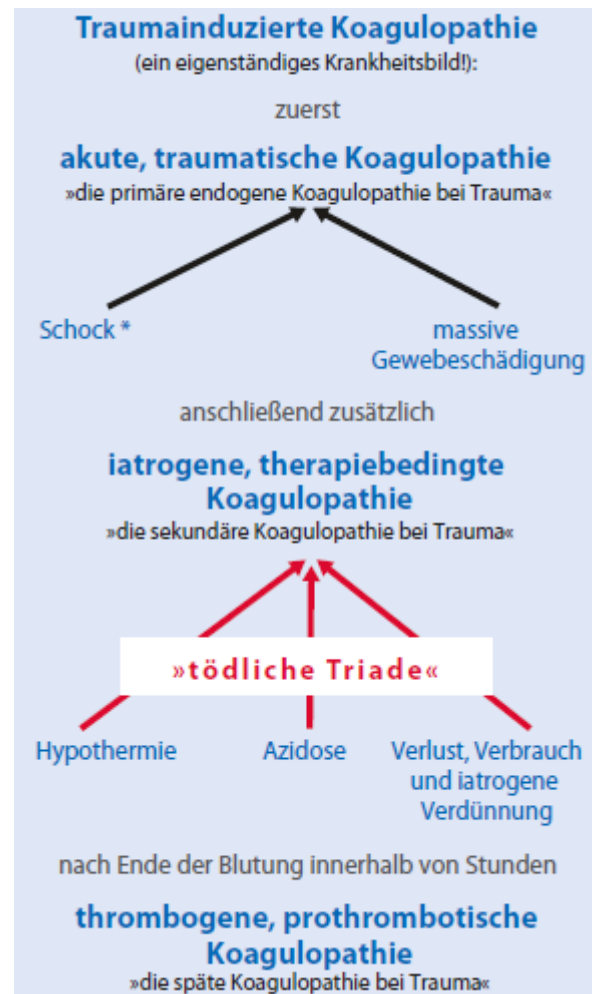 Traumainduzierte Koagulopathie
(ein eigenständiges Krankheitsbild!):
zuerst
akute, traumatische Koagulopathie
»die primäre endogene Koagulopathie bei Trauma«
Schock *
massive
Gewebeschädigung
anschließend zusätzlich
iatrogene, therapiebedingte
Koagulopathie
»die sekundäre Koagulopathie bei Trauma«
»tödliche Triade«
Hypothermie
Azidose
Verlust, Verbrauch
und iatrogene
Verdünnung
nach Ende der Blutung innerhalb von Stunden
thrombogene, prothrombotische
Koagulopathie
»die späte Koagulopathie bei Trauma«